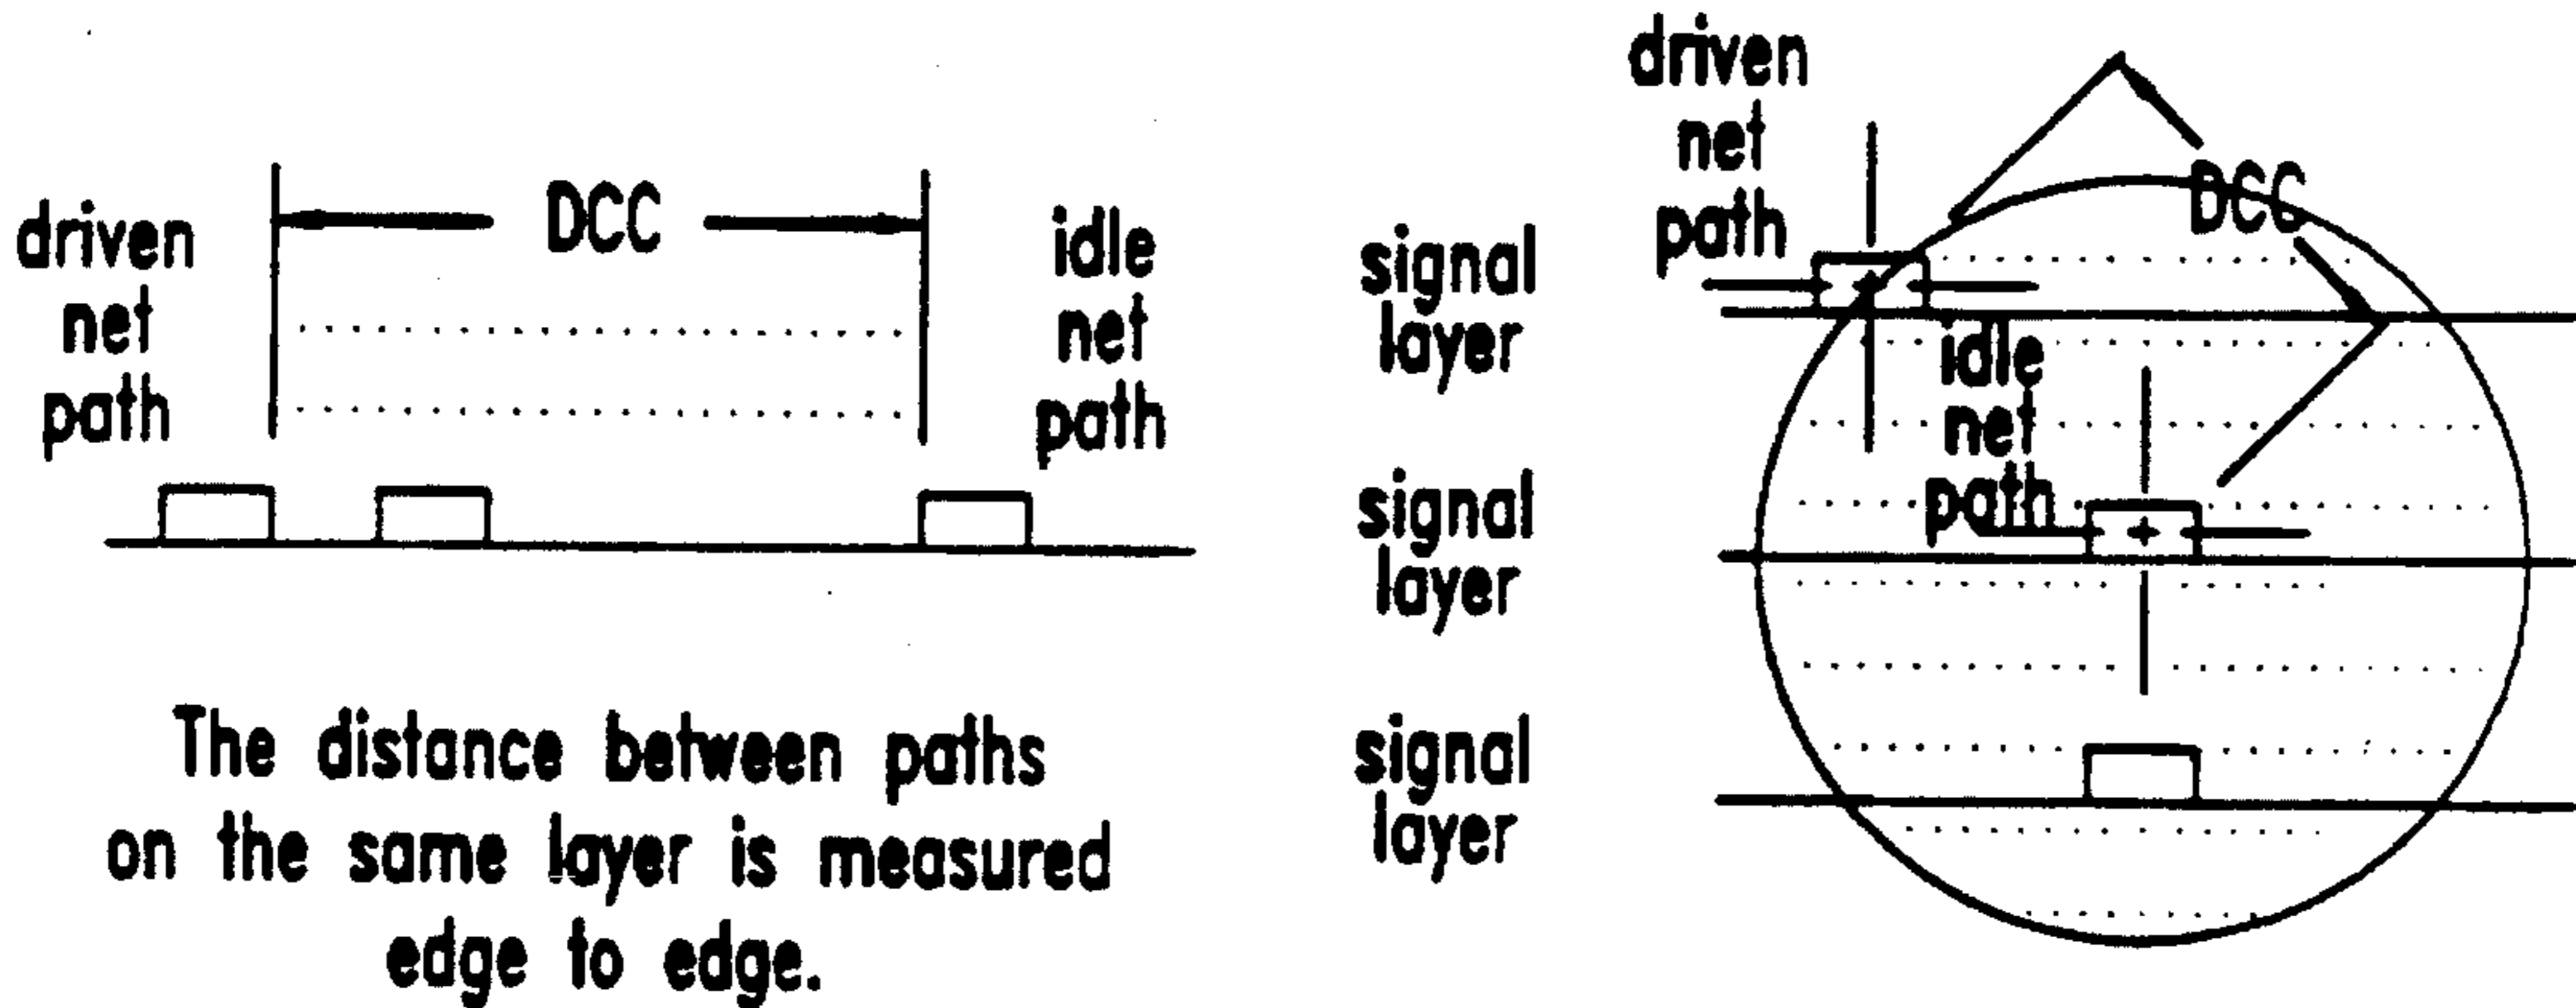 driven
net
path
DCC
idle
net
path
The distance between paths
on the same layer is measured
edge to edge.
signal
layer
signal
layer
signal
layer
driven
net
path
DCC
idle
net
path